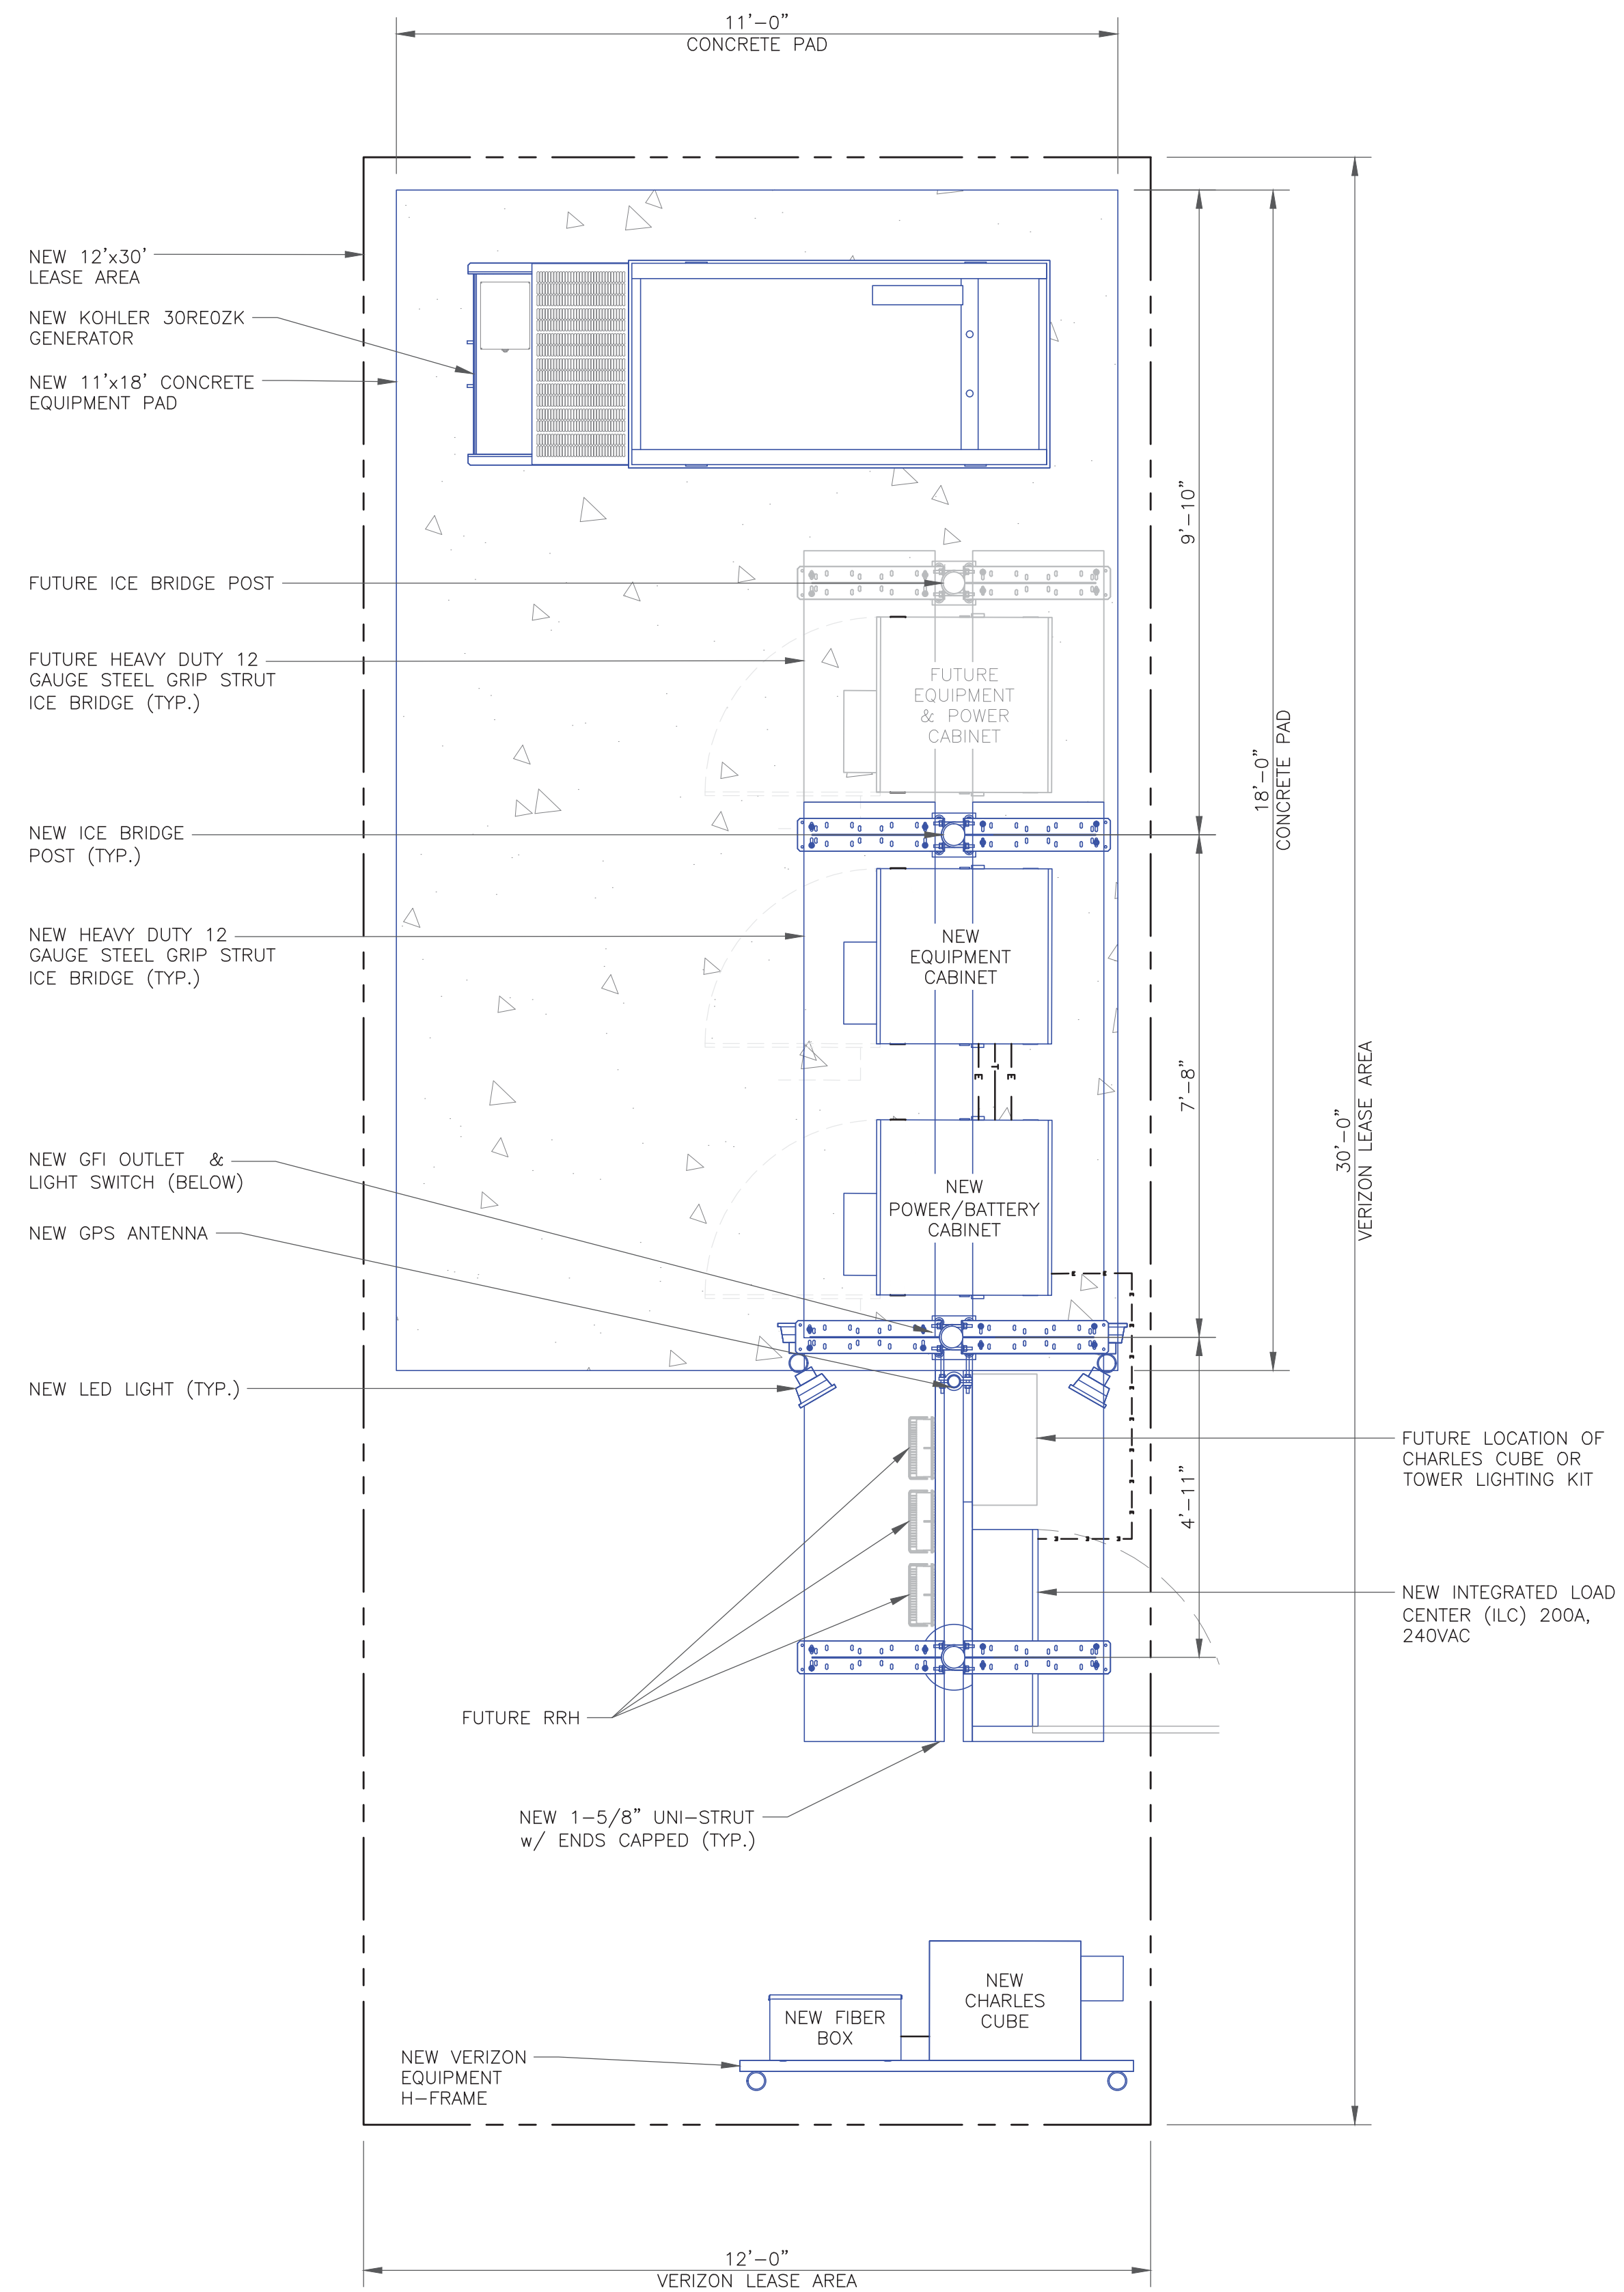 11'-0"
CONCRETE PAD
NEW 12'x30'
LEASE AREA
NEW KOHLER 30REOZK
GENERATOR
NEW 11'x18' CONCRETE
EQUIPMENT PAD
9'-10"
FUTURE ICE BRIDGE POST
FUTURE HEAVY DUTY 12
GAUGE STEEL GRIP STRUT
ICE BRIDGE (TYP.)
FUTURE
EQUIPMENT
& POWER
CABINET
18'-0"
CONCRETE PAD
NEW ICE BRIDGE
POST (TYP.)
NEW HEAVY DUTY 12
GAUGE STEEL GRIP STRUT
ICE BRIDGE (TYP.)
NEW
EQUIPMENT
CABINET
E
T
E
7'-8"
30'-0"
VERIZON LEASE AREA
NEW GFI OUTLET &
LIGHT SWITCH (BELOW)
NEW
POWER/BATTERY
CABINET
NEW GPS ANTENNA
NEW LED LIGHT (TYP.)
FUTURE LOCATION OF
CHARLES CUBE OR
TOWER LIGHTING KIT
4'-11"
NEW INTEGRATED LOAD
CENTER (ILC) 200A,
240VAC
FUTURE RRH
NEW 1-5/8" UNI-STRUT
w/ ENDS CAPPED (TYP.)
NEW
CHARLES
CUBE
NEW FIBER
BOX
NEW VERIZON
EQUIPMENT
H-FRAME
12'-0"
VERIZON LEASE AREA